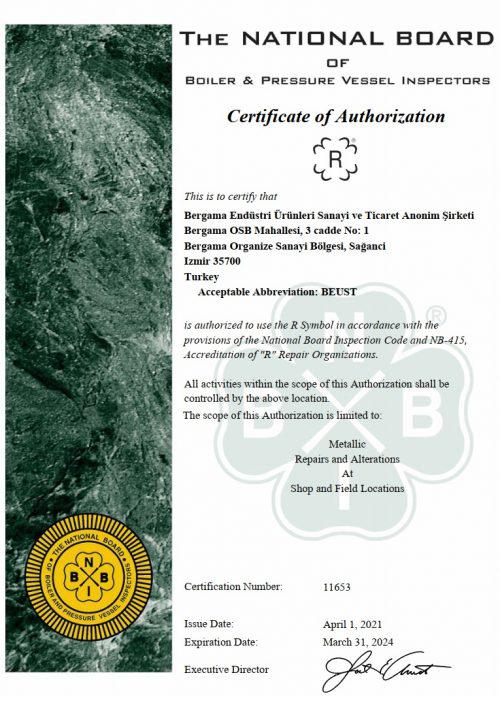 THE NATIONAL BOARD
OF
BOILER & PRESSURE VESSEL INSPECTORS
Certificate of Authorization
R
®
This is to certify that
Bergama Endüstri Ürünleri Sanayi ve Ticaret Anonim Şirketi
Bergama OSB Mahallesi, 3 cadde No: 1
Bergama Organize Sanayi Bölgesi, Sağanci
Izmir 35700
Turkey
Acceptable Abbreviation: BEUST
is authorized to use the R Symbol in accordance with the
provisions of the National Board Inspection Code and NB-415,
Accreditation of "R" Repair Organizations.
All activities within the scope of this Authorization shall be
controlled by the above location.
The scope of this Authorization is limited to:
Metallic
Repairs and Alterations
At
Shop and Field Locations
N
B B
I
®
THE NATIONAL BOARD
OF BOILER AND PRESSURE VESSEL INSPECTORS
N
B B
I
Certification Number: 11653
Issue Date: April 1, 2021
Expiration Date: March 31, 2024
Executive Director